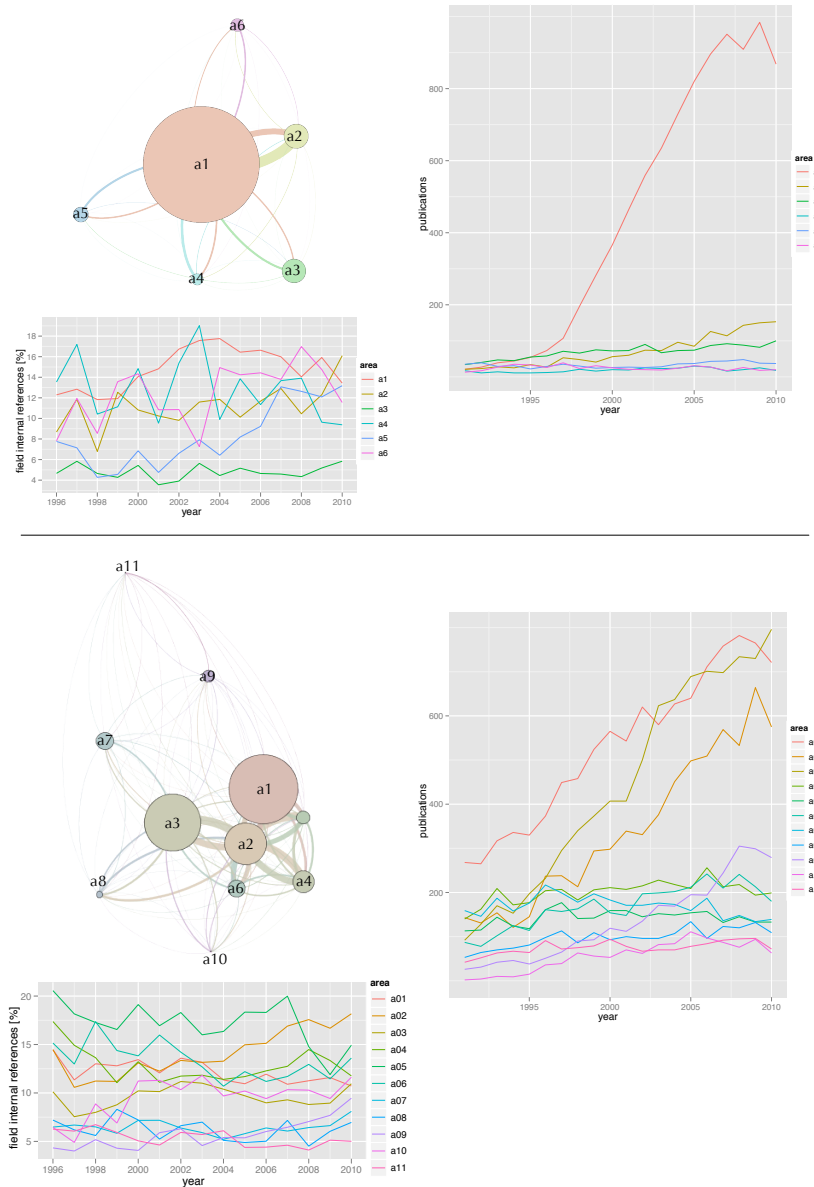 a6
a2
a1
a5
a4
a3
800
600
400
200
publications
1995
2000
2005
2010
year
area
18
16
14
12
10
8
6
4
field internal references [%]
1996
1998
2000
2002
2004
2006
2008
2010
year
area
a1
a2
a3
a4
a5
a6
a11
a9
a7
a1
a3
a2
a8
a6
a4
a10
600
400
200
0
publications
1995
2000
2005
2010
year
area
a
a
a
a
a
a
a
a
a
a
a
20
15
10
5
field internal references [%]
1996
1998
2000
2002
2004
2006
2008
2010
year
area
a01
a02
a03
a04
a05
a06
a07
a08
a09
a10
a11